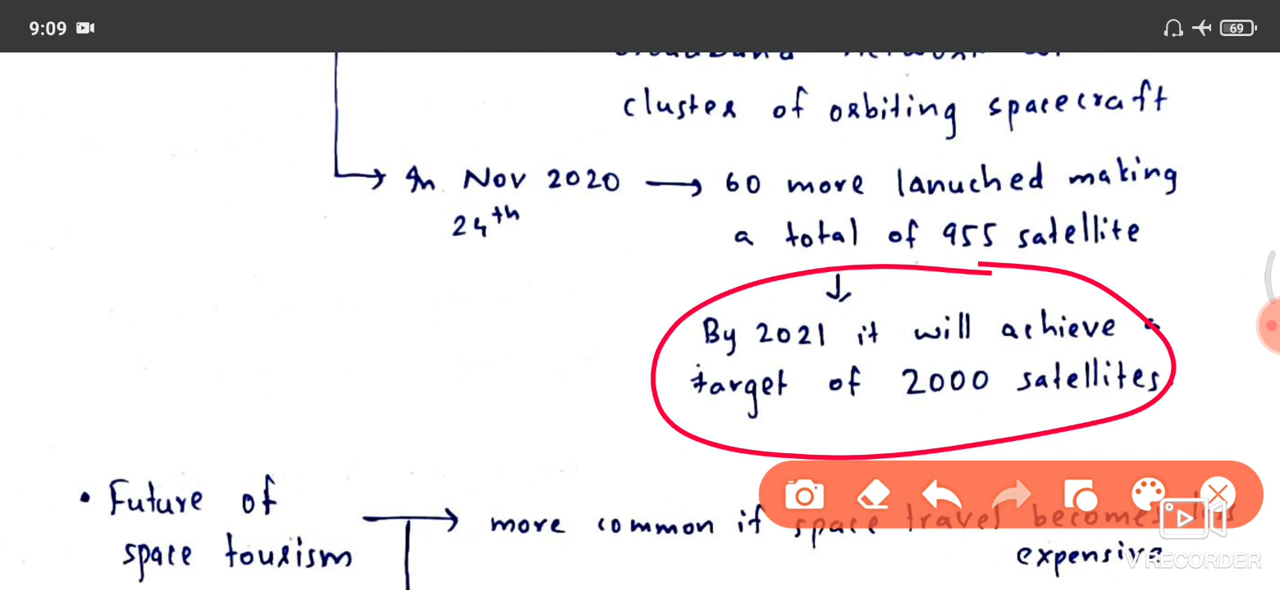 9:09
69
cluster of orbiting spacecraft
In Nov 2020 → 60 more lanuched making
24th
a total of 955 satellite
↓
By 2021 it will achieve a
target of 2000 satellites
• Future of
space tourism
→ more common if space travel becomes less
expensive
V RECORDER